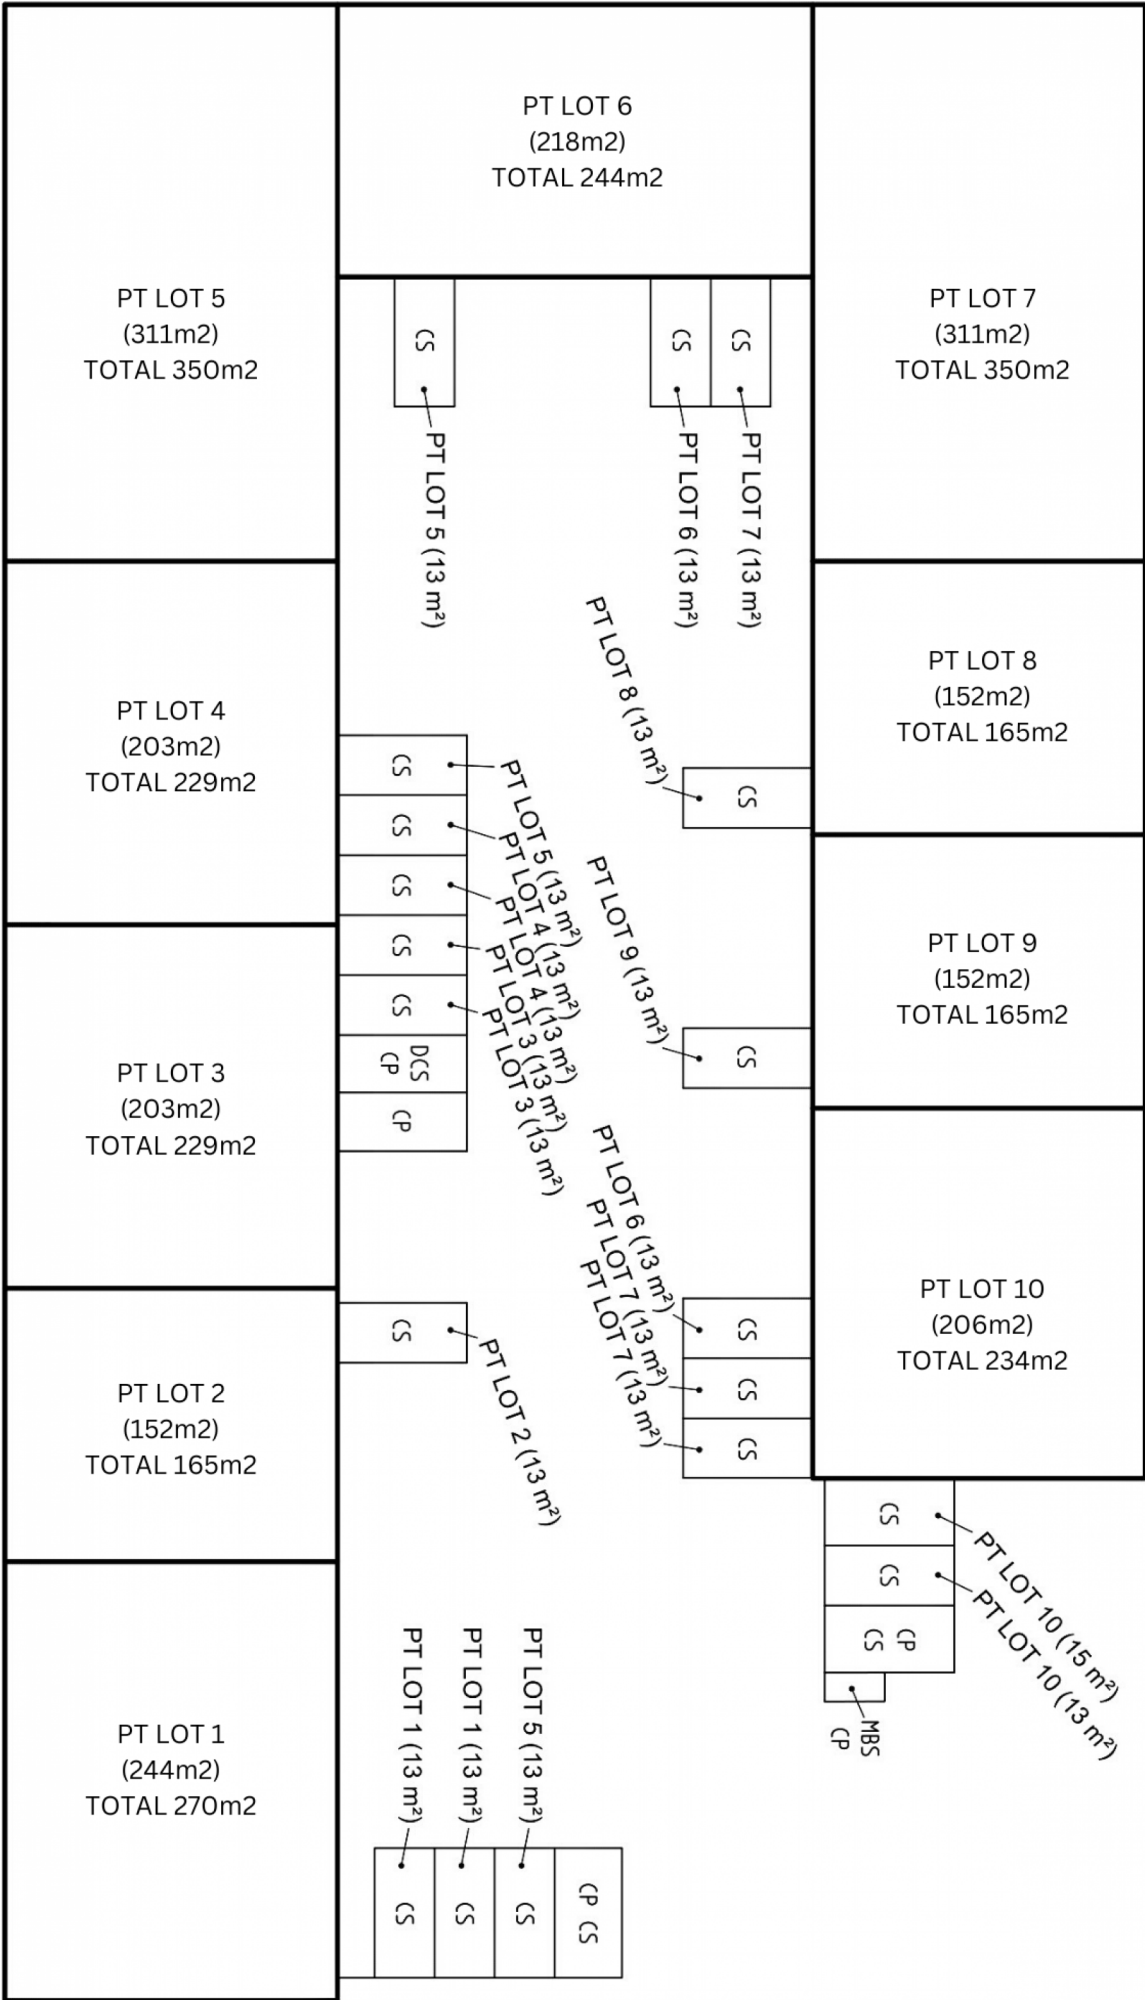 PT LOT 6
(218m2)
TOTAL 244m2
PT LOT 5
(311m2)
TOTAL 350m2
PT LOT 7
(311m2)
TOTAL 350m2
CS
CS
CS
PT LOT 5 (13 m²)
PT LOT 6 (13 m²)
PT LOT 7 (13 m²)
PT LOT 8 (13 m²)
PT LOT 8
(152m2)
TOTAL 165m2
PT LOT 4
(203m2)
TOTAL 229m2
CS
CS
CS
CS
CS
DCS
CP
CP
PT LOT 5 (13 m²)
PT LOT 4 (13 m²)
PT LOT 4 (13 m²)
PT LOT 3 (13 m²)
PT LOT 3 (13 m²)
CS
PT LOT 9 (13 m²)
CS
PT LOT 9
(152m2)
TOTAL 165m2
PT LOT 3
(203m2)
TOTAL 229m2
PT LOT 6 (13 m²)
PT LOT 7 (13 m²)
PT LOT 7 (13 m²)
CS
CS
CS
PT LOT 10
(206m2)
TOTAL 234m2
CS
PT LOT 2 (13 m²)
PT LOT 2
(152m2)
TOTAL 165m2
CS
CS
CP
CS
PT LOT 10 (15 m²)
PT LOT 10 (13 m²)
MBS
CP
PT LOT 1
(244m2)
TOTAL 270m2
PT LOT 1 (13 m²)
PT LOT 1 (13 m²)
PT LOT 5 (13 m²)
CS
CS
CS
CP CS